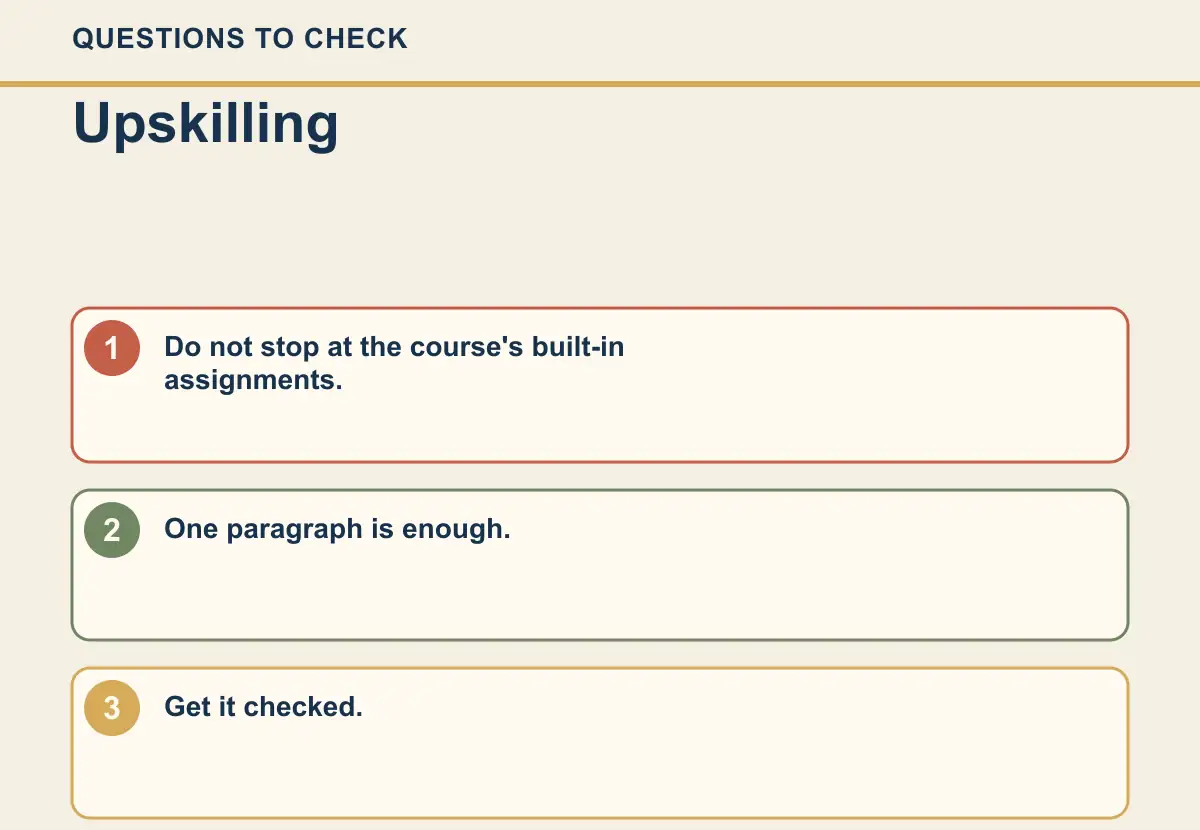 QUESTIONS TO CHECK
Upskilling
1
Do not stop at the course's built-in
assignments.
2
One paragraph is enough.
3
Get it checked.